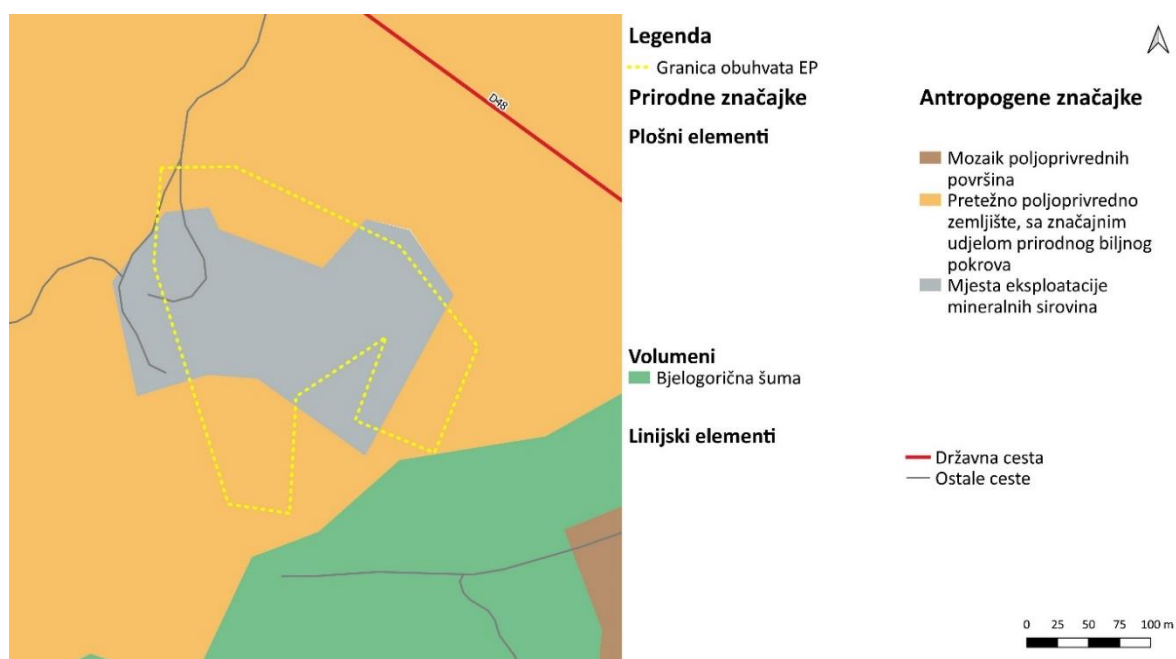 D48
Legenda
Granica obuhvata EP
Prirodne značajke
Plošni elementi
Volumeni
Bjelogorična šuma
Linijski elementi
Antropogene značajke
Mozaik poljoprivrednih
površina
Pretežno poljoprivredno
zemljište, sa značajnim
udjelom prirodnog biljnog
pokrova
Mjesta eksploatacije
mineralnih sirovina
Državna cesta
Ostale ceste
0 25 50 75 100 m